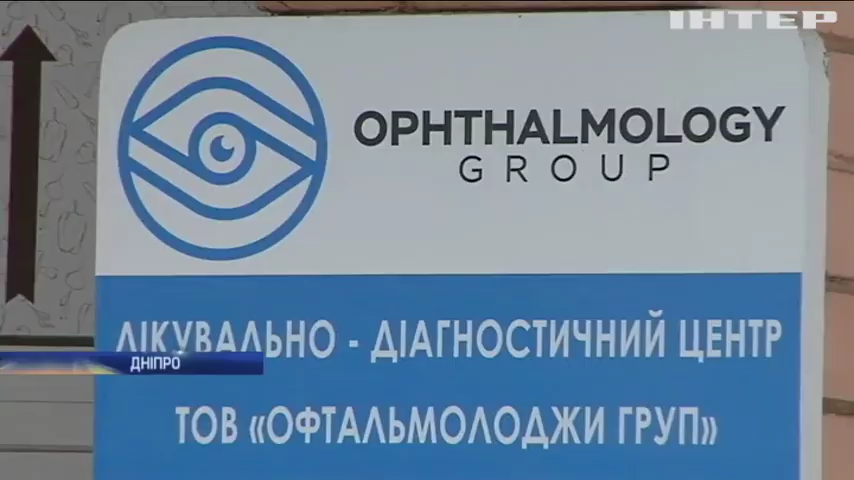 ІНТЕР
OPHTHALMOLOGY
GROUP
ЛІКУВАЛЬНО - ДІАГНОСТИЧНИЙ ЦЕНТР
ДНІПРО
ТОВ «ОФТАЛЬМОЛОДЖИ ГРУП»